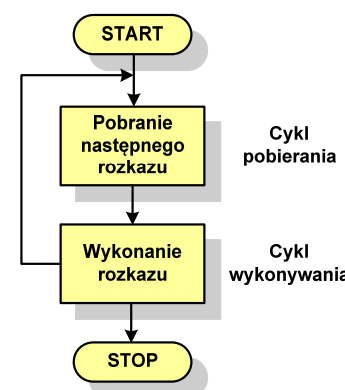 START
Pobranie
następnego
rozkazu
Cykl
pobierania
Wykonanie
rozkazu
Cykl
wykonywania
STOP